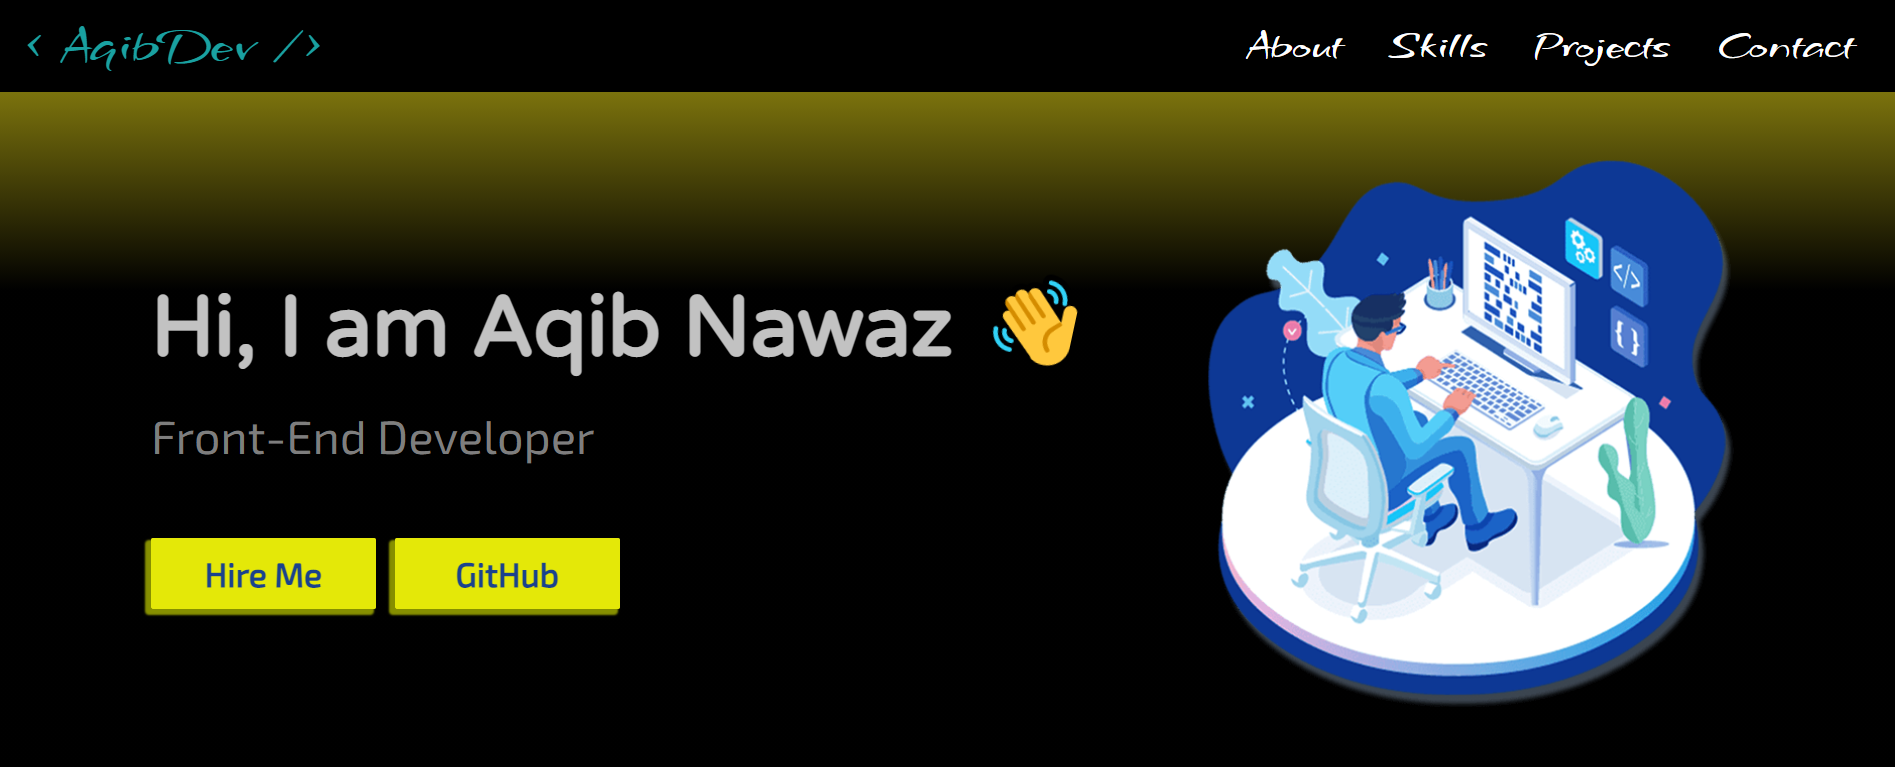 < AqibDev />
About Skills Projects Contact
Hi, I am Aqib Nawaz
Front-End Developer
Hire Me
GitHub
</>
{ }